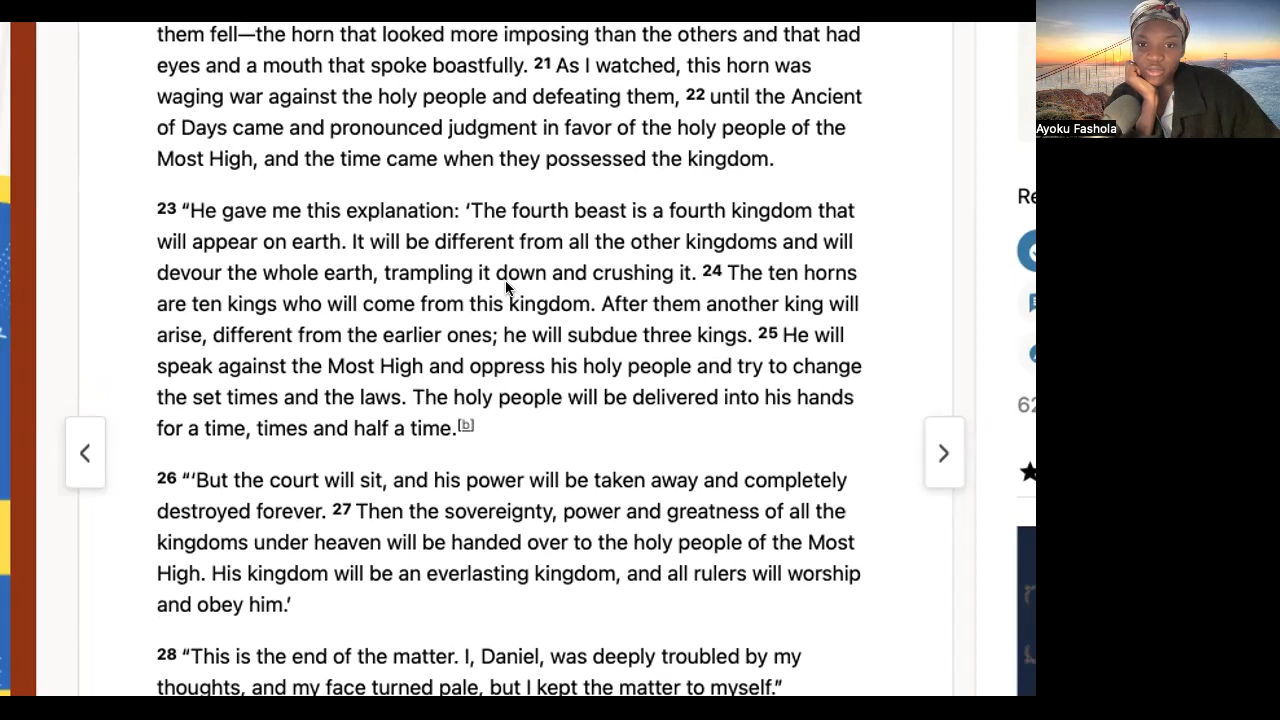 them fell—the horn that looked more imposing than the others and that had
eyes and a mouth that spoke boastfully. 21 As I watched, this horn was
waging war against the holy people and defeating them, 22 until the Ancient
of Days came and pronounced judgment in favor of the holy people of the
Most High, and the time came when they possessed the kingdom.
23 “He gave me this explanation: ‘The fourth beast is a fourth kingdom that
will appear on earth. It will be different from all the other kingdoms and will
devour the whole earth, trampling it down and crushing it. 24 The ten horns
are ten kings who will come from this kingdom. After them another king will
arise, different from the earlier ones; he will subdue three kings. 25 He will
speak against the Most High and oppress his holy people and try to change
the set times and the laws. The holy people will be delivered into his hands
for a time, times and half a time.[b]
26 “‘But the court will sit, and his power will be taken away and completely
destroyed forever. 27 Then the sovereignty, power and greatness of all the
kingdoms under heaven will be handed over to the holy people of the Most
High. His kingdom will be an everlasting kingdom, and all rulers will worship
and obey him.’
28 “This is the end of the matter. I, Daniel, was deeply troubled by my
thoughts, and my face turned pale, but I kept the matter to myself.”
Ayoku Fashola
Re
62